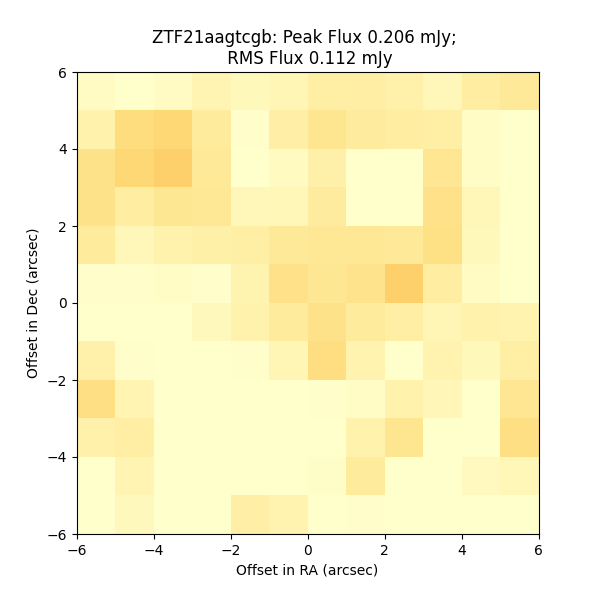 ZTF21aagtcgb: Peak Flux 0.206 mJy;
RMS Flux 0.112 mJy
6
4
2
0
−2
−4
−6
Offset in Dec (arcsec)
−6 −4 −2 0 2 4 6
Offset in RA (arcsec)